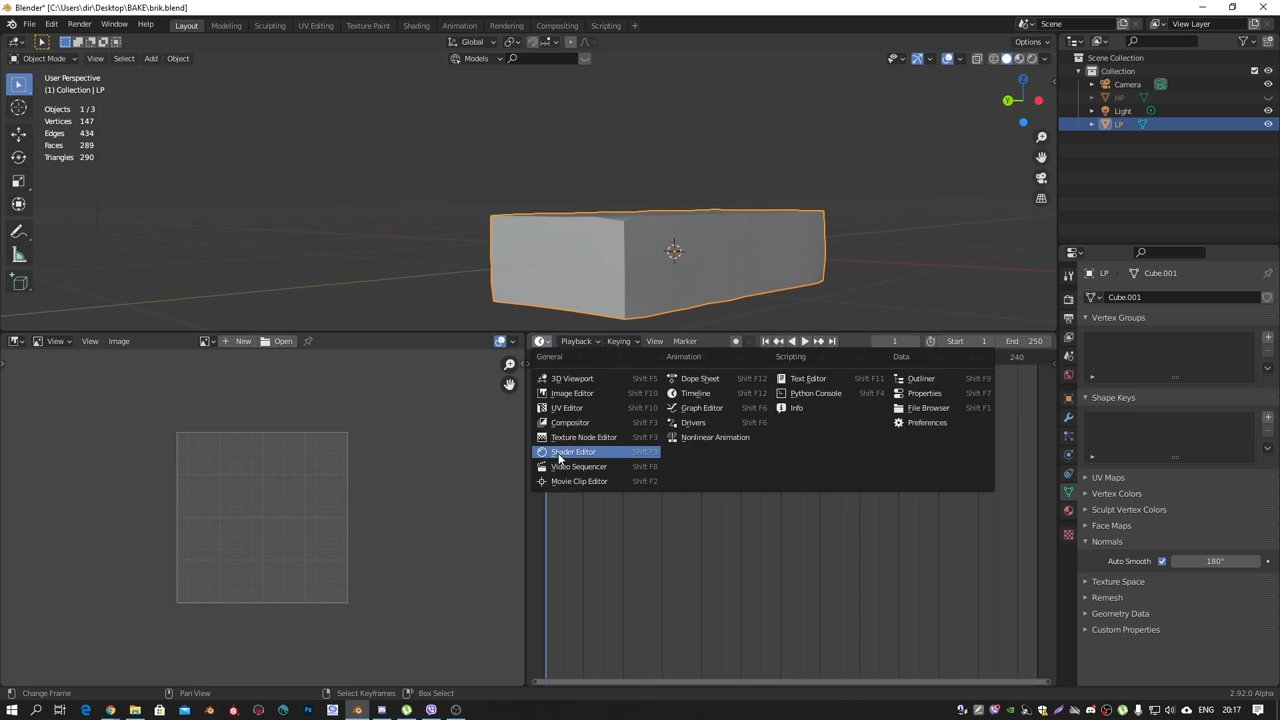 Blender* [C:\Users\dir\Desktop\BAKE\brik.blend]
File Edit Render Window Help Layout Modeling Sculpting UV Editing Texture Paint Shading Animation Rendering Compositing Scripting + Scene View Layer
Global Options
Object Mode View Select Add Object Models
User Perspective
(1) Collection | LP
Objects 1/3
Vertices 147
Edges 434
Faces 289
Triangles 290
Z
Y
Scene Collection
Collection
Camera
HP
Light
LP
LP Cube.001
Cube.001
Vertex Groups
Shape Keys
UV Maps
Vertex Colors
Sculpt Vertex Colors
Face Maps
Normals
Auto Smooth 180°
Texture Space
Remesh
Geometry Data
Custom Properties
View View Image + New Open
Playback Keying View Marker 1 Start 1 End 250
240
General Animation Scripting Data
3D Viewport Shift F5 Dope Sheet Shift F12 Text Editor Shift F11 Outliner Shift F9
Image Editor Shift F10 Timeline Shift F12 Python Console Shift F4 Properties Shift F7
UV Editor Shift F10 Graph Editor Shift F6 Info File Browser Shift F1
Compositor Shift F3 Drivers Shift F6 Preferences
Texture Node Editor Shift F3 Nonlinear Animation
Shader Editor Shift F3
Video Sequencer Shift F8
Movie Clip Editor Shift F2
Change Frame Pan View Select Keyframes Box Select 2.92.0 Alpha
ENG 20:17